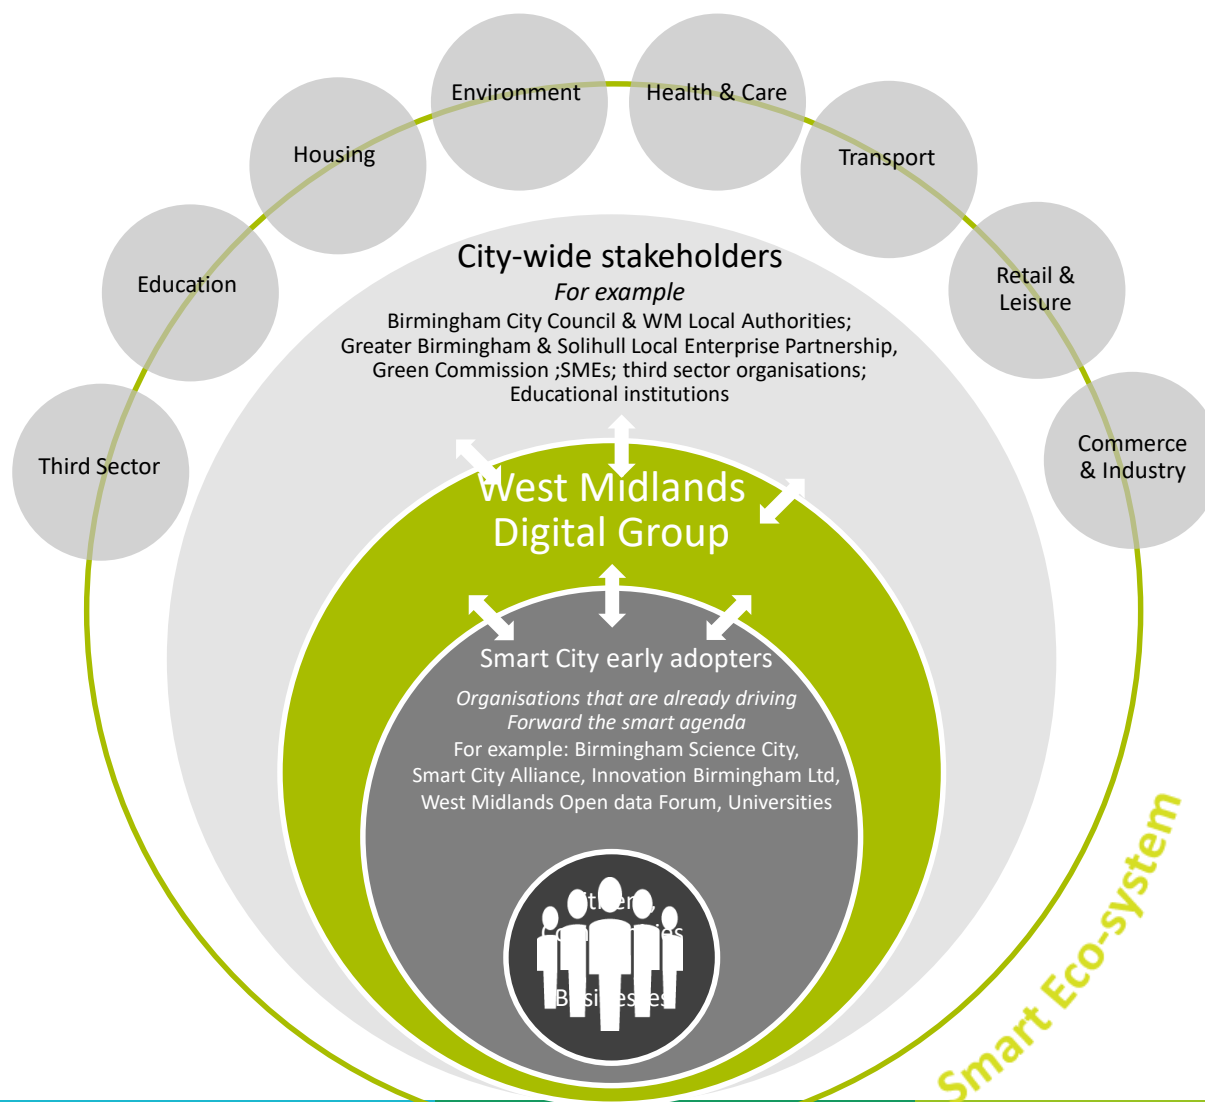 Environment
Health & Care
Housing
Transport
Education
Retail &
Leisure
Third Sector
Commerce
& Industry
City-wide stakeholders
For example
Birmingham City Council & WM Local Authorities;
Greater Birmingham & Solihull Local Enterprise Partnership,
Green Commission ;SMEs; third sector organisations;
Educational institutions
West Midlands
Digital Group
Smart City early adopters
Organisations that are already driving
Forward the smart agenda
For example: Birmingham Science City,
Smart City Alliance, Innovation Birmingham Ltd,
West Midlands Open data Forum, Universities
Businesses
Smart Eco-system